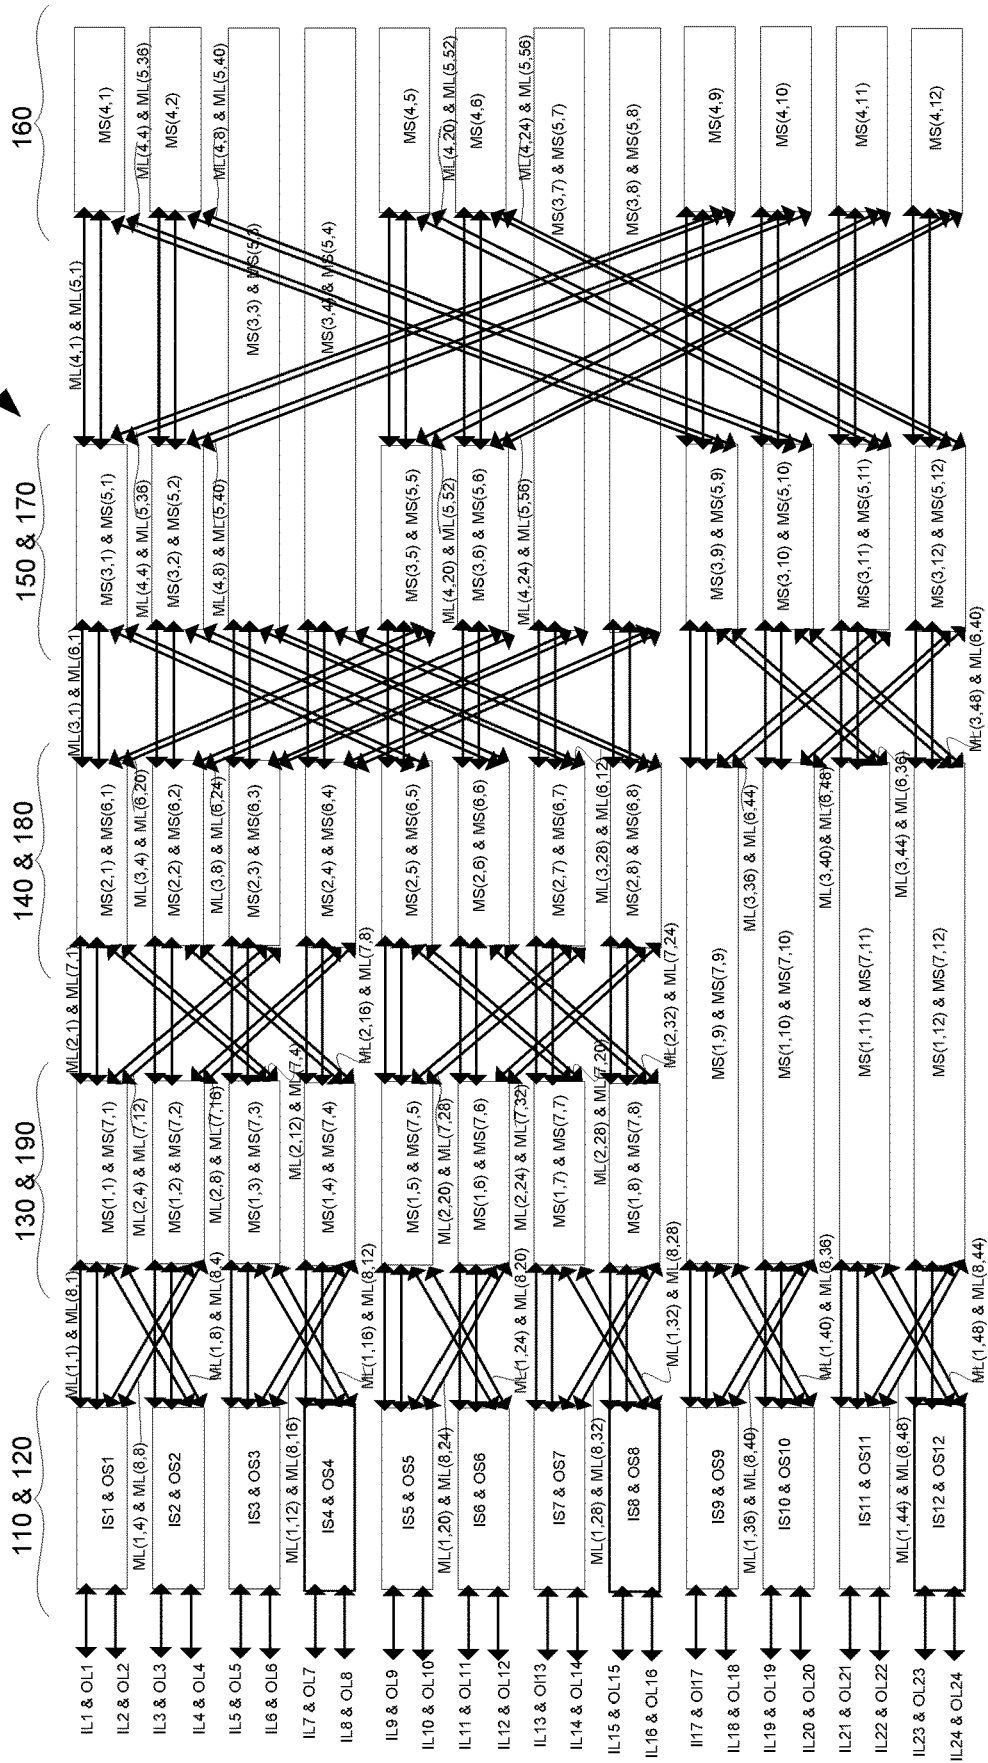 110 & 120
130 & 190
140 & 180
150 & 170
160
IL1 & OL1
IL2 & OL2
IL3 & OL3
IL4 & OL4
IL5 & OL5
IL6 & OL6
IL7 & OL7
IL8 & OL8
IL9 & OL9
IL10 & OL10
IL11 & OL11
IL12 & OL12
IL13 & Ol13
IL14 & OL14
IL15 & OL15
IL16 & OL16
Il17 & Ol17
IL18 & OL18
IL19 & OL19
IL20 & OL20
IL21 & OL21
IL22 & OL22
IL23 & OL23
IL24 & OL24
IS1 & OS1
ML(1,4) & ML(8,8)
IS2 & OS2
IS3 & OS3
ML(1,12) & ML(8,16)
IS4 & OS4
IS5 & OS5
ML(1,20) & ML(8,24)
IS6 & OS6
IS7 & OS7
ML(1,28) & ML(8,32)
IS8 & OS8
IS9 & OS9
ML(1,36) & ML(8,40)
IS10 & OS10
IS11 & OS11
ML(1,44) & ML(8,48)
IS12 & OS12
ML(1,1) & ML(8,1)
ML(1,8) & ML(8,4)
ML(1,16) & ML(8,12)
ML(1,24) & ML(8,20)
ML(1,32) & ML(8,28)
ML(1,40) & ML(8,36)
ML(1,48) & ML(8,44)
MS(1,1) & MS(7,1)
ML(2,4) & ML(7,12)
MS(1,2) & MS(7,2)
ML(2,8) & ML(7,16)
MS(1,3) & MS(7,3)
ML(2,12) & ML(7,4)
MS(1,4) & MS(7,4)
MS(1,5) & MS(7,5)
ML(2,20) & ML(7,28)
MS(1,6) & MS(7,6)
ML(2,24) & ML(7,32)
MS(1,7) & MS(7,7)
ML(2,28) & ML(7,20)
MS(1,8) & MS(7,8)
MS(1,9) & MS(7,9)
MS(1,10) & MS(7,10)
MS(1,11) & MS(7,11)
MS(1,12) & MS(7,12)
ML(2,1) & ML(7,1)
ML(2,16) & ML(7,8)
ML(2,32) & ML(7,24)
MS(2,1) & MS(6,1)
ML(3,4) & ML(6,20)
MS(2,2) & MS(6,2)
ML(3,8) & ML(6,24)
MS(2,3) & MS(6,3)
MS(2,4) & MS(6,4)
MS(2,5) & MS(6,5)
MS(2,6) & MS(6,6)
MS(2,7) & MS(6,7)
ML(3,28) & ML(6,12)
MS(2,8) & MS(6,8)
ML(3,36) & ML(6,44)
ML(3,40)& ML(6,48)
ML(3,44) & ML(6,36)
ML(3,48) & ML(6,40)
ML(3,1) & ML(6,1)
MS(3,1) & MS(5,1)
ML(4,4) & ML(5,36)
MS(3,2) & MS(5,2)
ML(4,8) & ML(5,40)
MS(3,3) & MS(5,3)
MS(3,4) & MS(5,4)
MS(3,5) & MS(5,5)
ML(4,20) & ML(5,52)
MS(3,6) & MS(5,6)
ML(4,24) & ML(5,56)
MS(3,7) & MS(5,7)
MS(3,8) & MS(5,8)
MS(3,9) & MS(5,9)
MS(3,10) & MS(5,10)
MS(3,11) & MS(5,11)
MS(3,12) & MS(5,12)
ML(4,1) & ML(5,1)
MS(4,1)
ML(4,4) & ML(5,36)
MS(4,2)
ML(4,8) & ML(5,40)
MS(4,5)
ML(4,20) & ML(5,52)
MS(4,6)
ML(4,24) & ML(5,56)
MS(4,9)
MS(4,10)
MS(4,11)
MS(4,12)